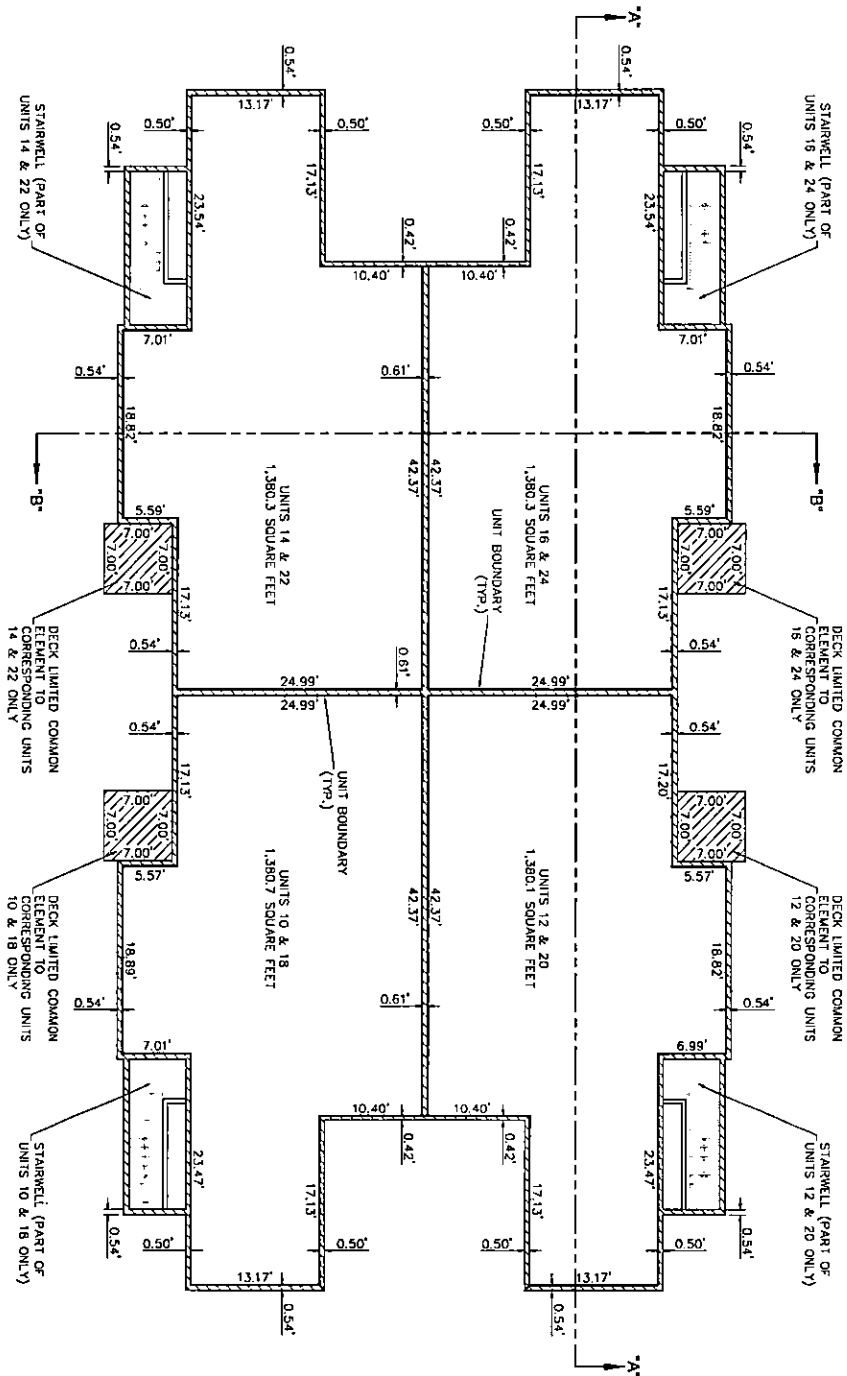 "A"
"A"
STAIRWELL (PART OF
UNITS 16 & 24 ONLY)
DECK LIMITED COMMON
ELEMENT TO
CORRESPONDING UNITS
16 & 24 ONLY
DECK LIMITED COMMON
ELEMENT TO
CORRESPONDING UNITS
12 & 20 ONLY
STAIRWELL (PART OF
UNITS 12 & 20 ONLY)
"B"
0.54'
0.54'
0.54'
0.54'
7.01'
18.82'
5.59'
7.00'
7.00'
7.00'
7.00'
7.00'
7.00'
7.00'
7.00'
5.57'
18.82'
6.99'
0.50'
23.54'
17.13'
0.54'
0.54'
17.20'
23.47'
0.50'
13.17'
0.54'
13.17'
0.54'
UNITS 16 & 24
1,380.3 SQUARE FEET
UNIT BOUNDARY
(TYP.)
24.99'
24.99'
UNITS 12 & 20
1,380.1 SQUARE FEET
0.50'
17.13'
17.13'
0.50'
0.42'
10.40'
10.40'
0.42'
42.37'
42.37'
0.61'
42.37'
42.37'
0.61'
0.42'
10.40'
10.40'
0.42'
0.50'
17.13'
17.13'
0.50'
UNITS 14 & 22
1,380.3 SQUARE FEET
0.61'
24.99'
24.99'
UNIT BOUNDARY
(TYP.)
UNITS 10 & 18
1,380.7 SQUARE FEET
0.54'
13.17'
13.17'
0.54'
0.50'
23.54'
17.13'
0.54'
0.54'
17.13'
23.47'
0.50'
7.01'
18.82'
5.59'
7.00'
7.00'
7.00'
7.00'
7.00'
7.00'
7.00'
7.00'
5.57'
18.89'
7.01'
0.54'
0.54'
0.54'
0.54'
"B"
STAIRWELL (PART OF
UNITS 14 & 22 ONLY)
DECK LIMITED COMMON
ELEMENT TO
CORRESPONDING UNITS
14 & 22 ONLY
DECK LIMITED COMMON
ELEMENT TO
CORRESPONDING UNITS
10 & 18 ONLY
STAIRWELL (PART OF
UNITS 10 & 18 ONLY)